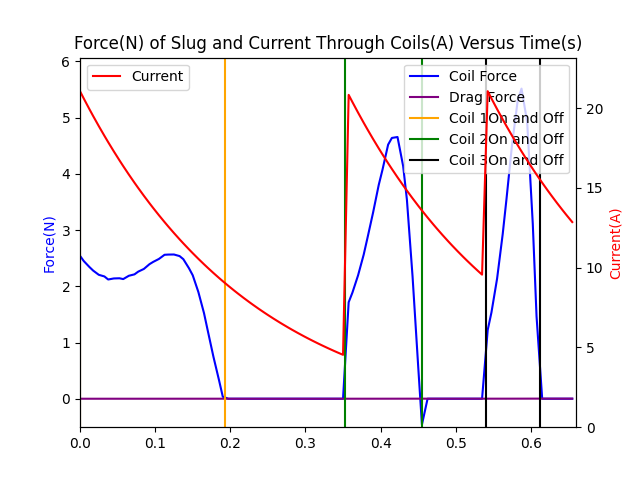 Force(N) of Slug and Current Through Coils(A) Versus Time(s)
Current
Coil Force
Drag Force
Coil 1On and Off
Coil 2On and Off
Coil 3On and Off
Force(N)
6
5
4
3
2
1
0
Current(A)
20
15
10
5
0
0.0 0.1 0.2 0.3 0.4 0.5 0.6